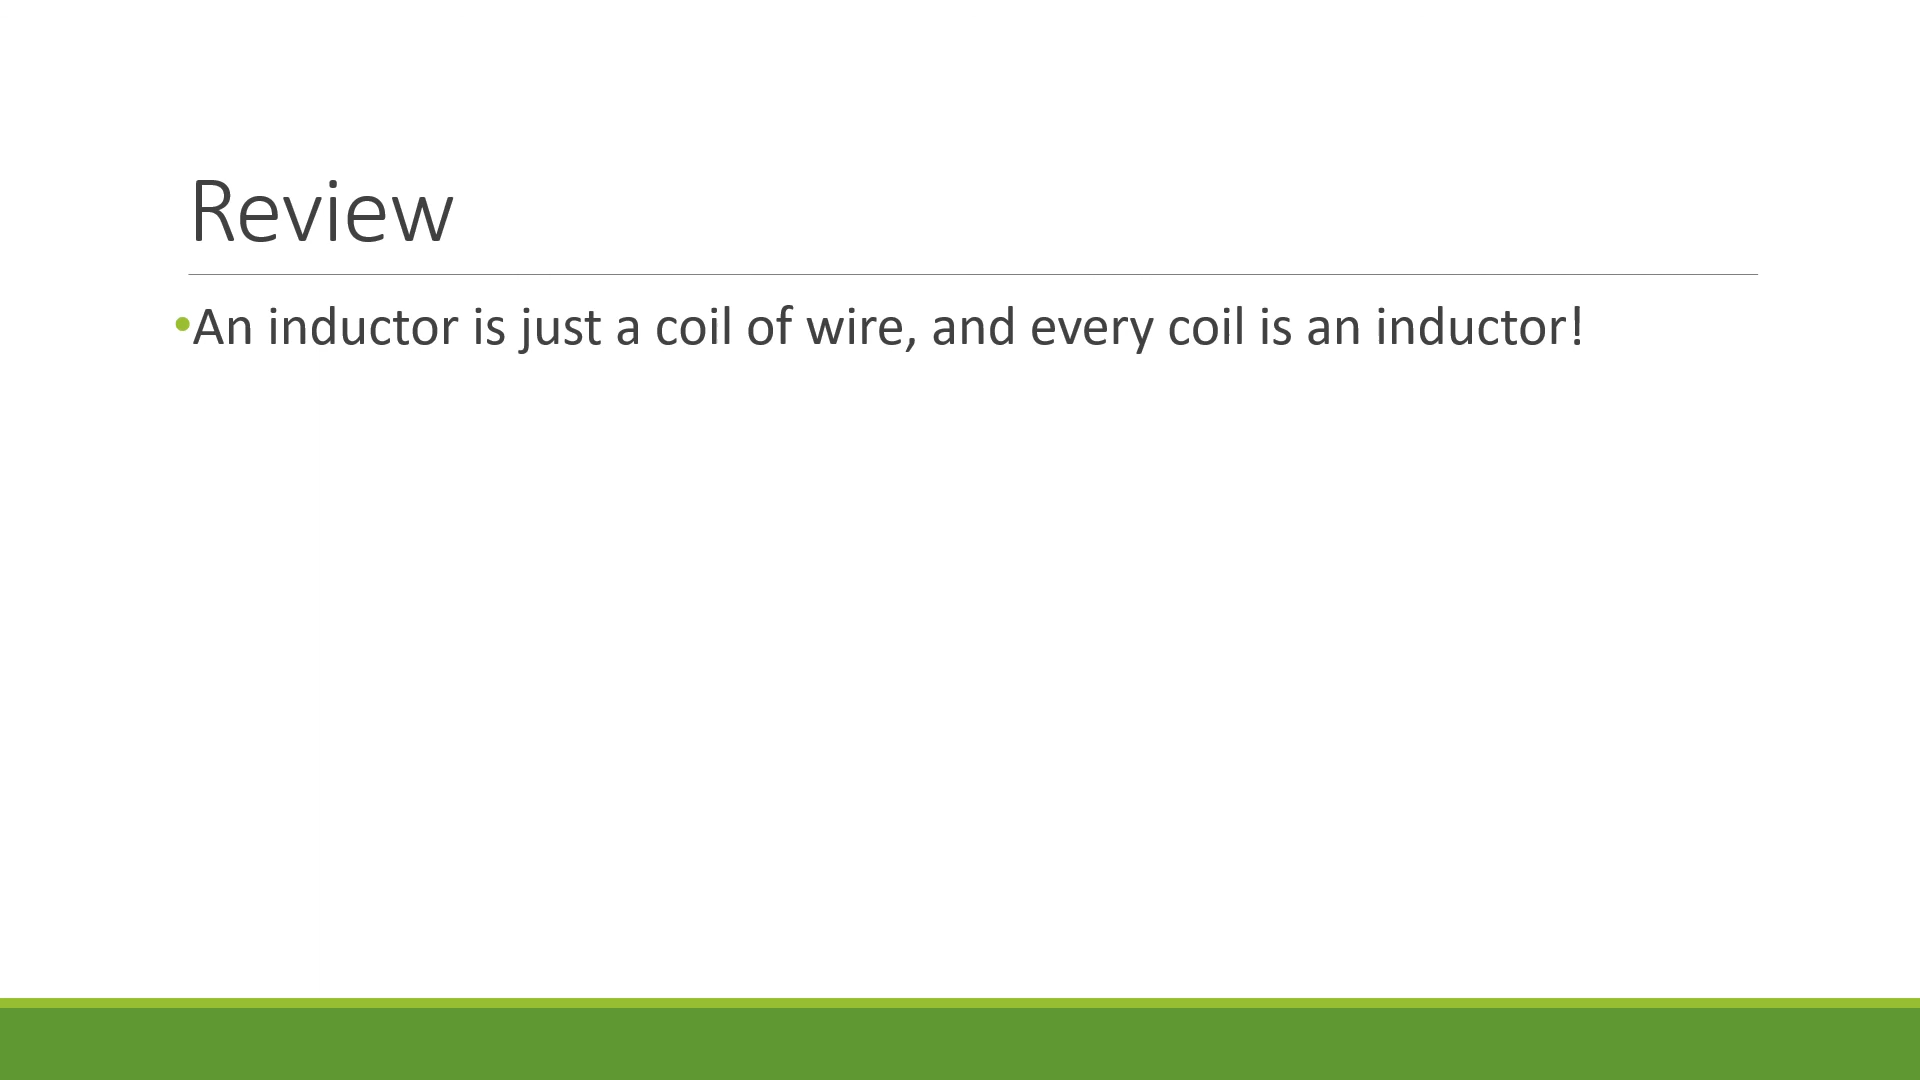 Review
•An inductor is just a coil of wire, and every coil is an inductor!